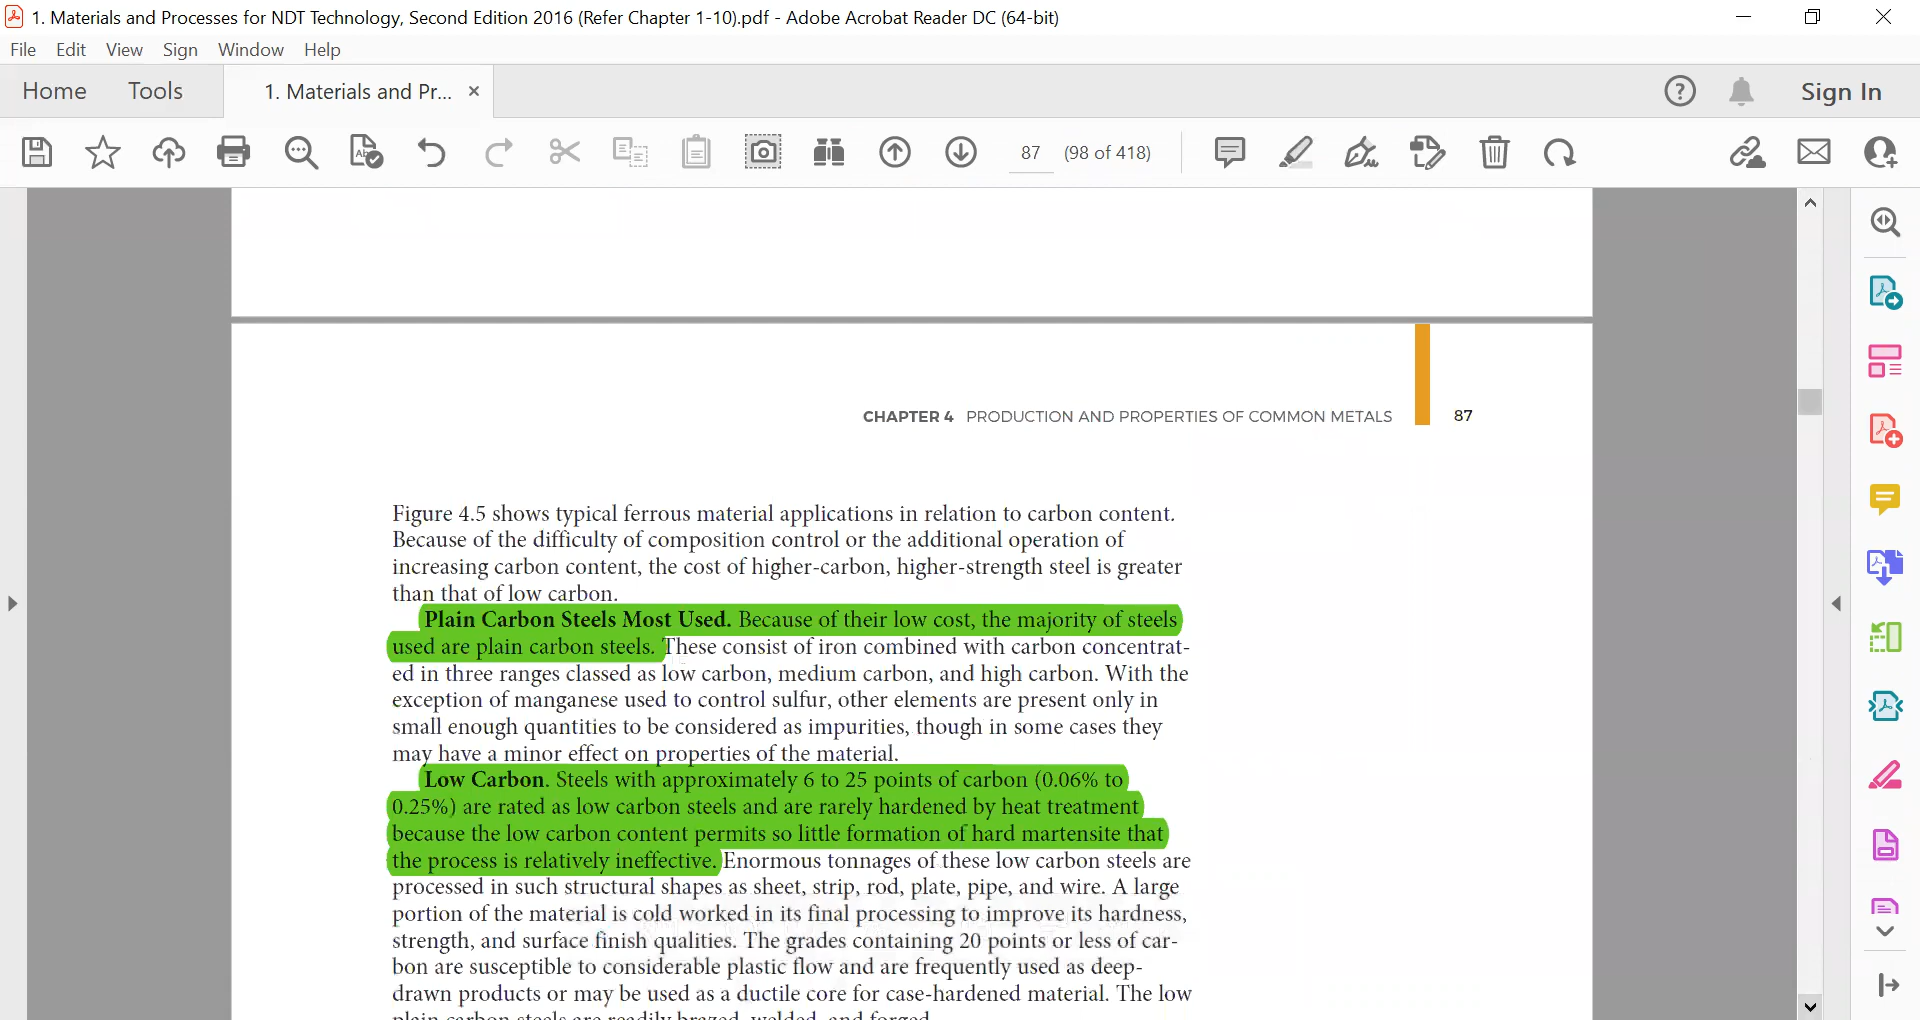 1. Materials and Processes for NDT Technology, Second Edition 2016 (Refer Chapter 1-10).pdf - Adobe Acrobat Reader DC (64-bit)
File Edit View Sign Window Help
Home Tools 1. Materials and Pr... × Sign In
87 (98 of 418)
CHAPTER 4 PRODUCTION AND PROPERTIES OF COMMON METALS 87
Figure 4.5 shows typical ferrous material applications in relation to carbon content.
Because of the difficulty of composition control or the additional operation of
increasing carbon content, the cost of higher-carbon, higher-strength steel is greater
than that of low carbon.
Plain Carbon Steels Most Used. Because of their low cost, the majority of steels
used are plain carbon steels. These consist of iron combined with carbon concentrat-
ed in three ranges classed as low carbon, medium carbon, and high carbon. With the
exception of manganese used to control sulfur, other elements are present only in
small enough quantities to be considered as impurities, though in some cases they
may have a minor effect on properties of the material.
Low Carbon. Steels with approximately 6 to 25 points of carbon (0.06% to
0.25%) are rated as low carbon steels and are rarely hardened by heat treatment
because the low carbon content permits so little formation of hard martensite that
the process is relatively ineffective. Enormous tonnages of these low carbon steels are
processed in such structural shapes as sheet, strip, rod, plate, pipe, and wire. A large
portion of the material is cold worked in its final processing to improve its hardness,
strength, and surface finish qualities. The grades containing 20 points or less of car-
bon are susceptible to considerable plastic flow and are frequently used as deep-
drawn products or may be used as a ductile core for case-hardened material. The low
plain carbon steels are readily brazed, welded, and forged.